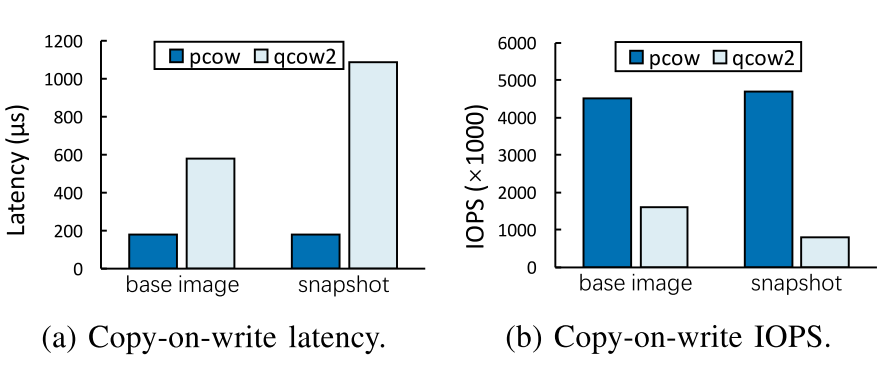 1200
1000
800
600
400
200
0
Latency (µs)
pcow qcow2
base image snapshot
(a) Copy-on-write latency.
6000
5000
4000
3000
2000
1000
0
IOPS (×1000)
pcow qcow2
base image snapshot
(b) Copy-on-write IOPS.